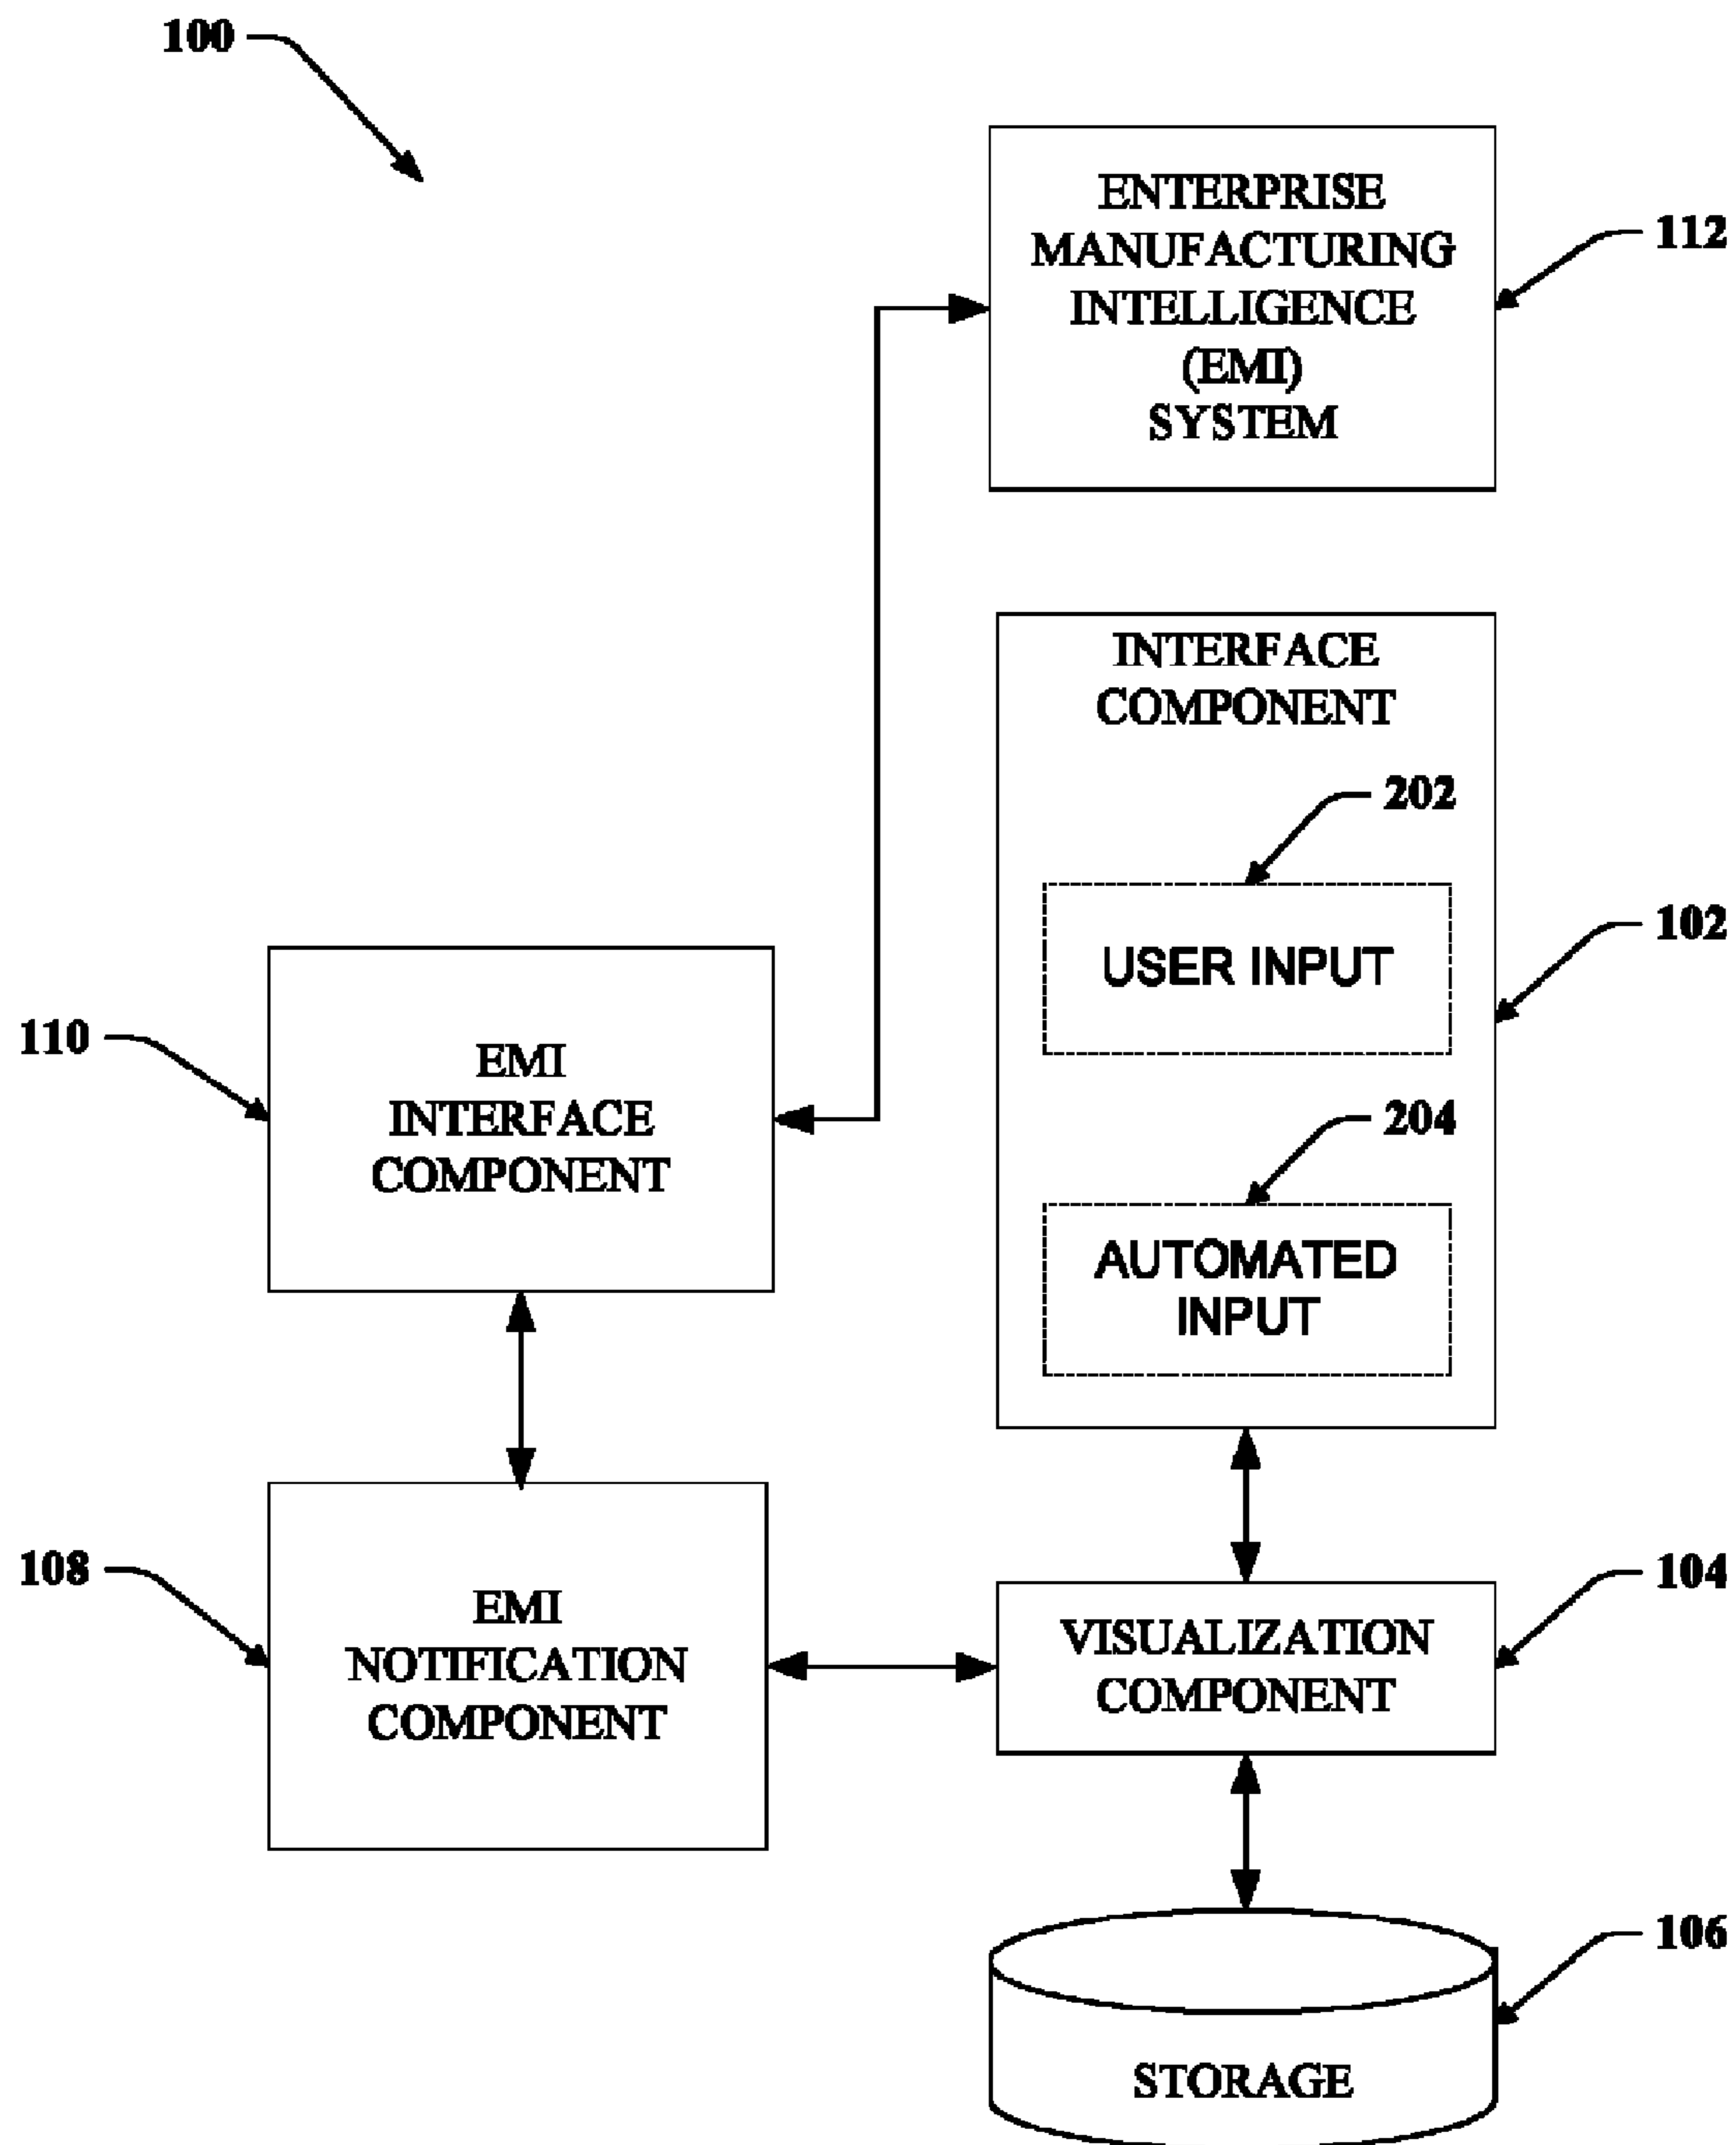 100
ENTERPRISE
MANUFACTURING
INTELLIGENCE
(EMI)
SYSTEM
112
INTERFACE
COMPONENT
202
USER INPUT
102
110
EMI
INTERFACE
COMPONENT
204
AUTOMATED
INPUT
108
EMI
NOTIFICATION
COMPONENT
VISUALIZATION
COMPONENT
104
106
STORAGE